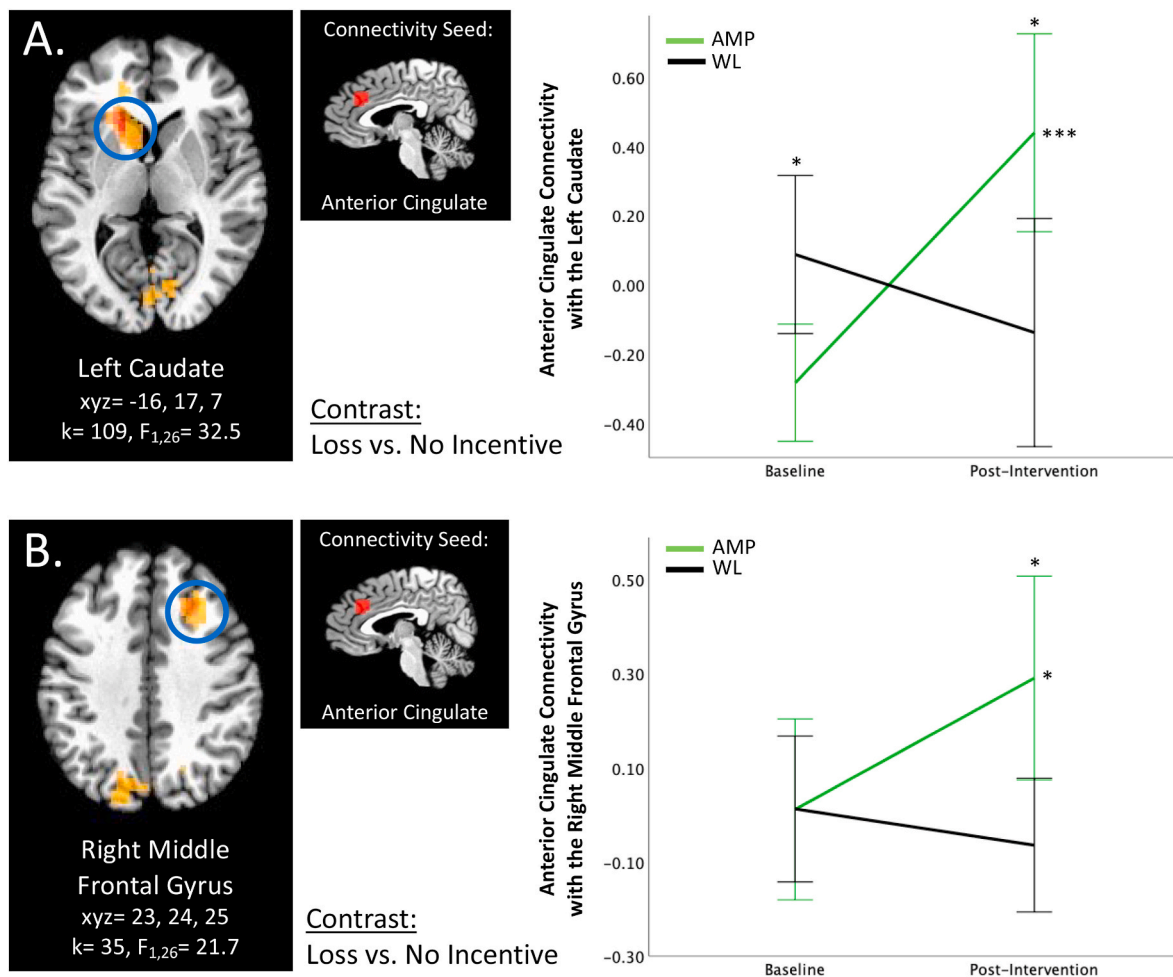 A.
Left Caudate
xyz= -16, 17, 7
k= 109, F1,26= 32.5
Connectivity Seed:
Anterior Cingulate
Contrast:
Loss vs. No Incentive
Anterior Cingulate Connectivity
with the Left Caudate
AMP
WL
0.60
0.40
0.20
0.00
−0.20
−0.40
*
*
***
Baseline
Post−Intervention
B.
Right Middle
Frontal Gyrus
xyz= 23, 24, 25
k= 35, F1,26= 21.7
Connectivity Seed:
Anterior Cingulate
Contrast:
Loss vs. No Incentive
Anterior Cingulate Connectivity
with the Right Middle Frontal Gyrus
AMP
WL
0.50
0.30
0.10
−0.10
−0.30
*
*
Baseline
Post−Intervention